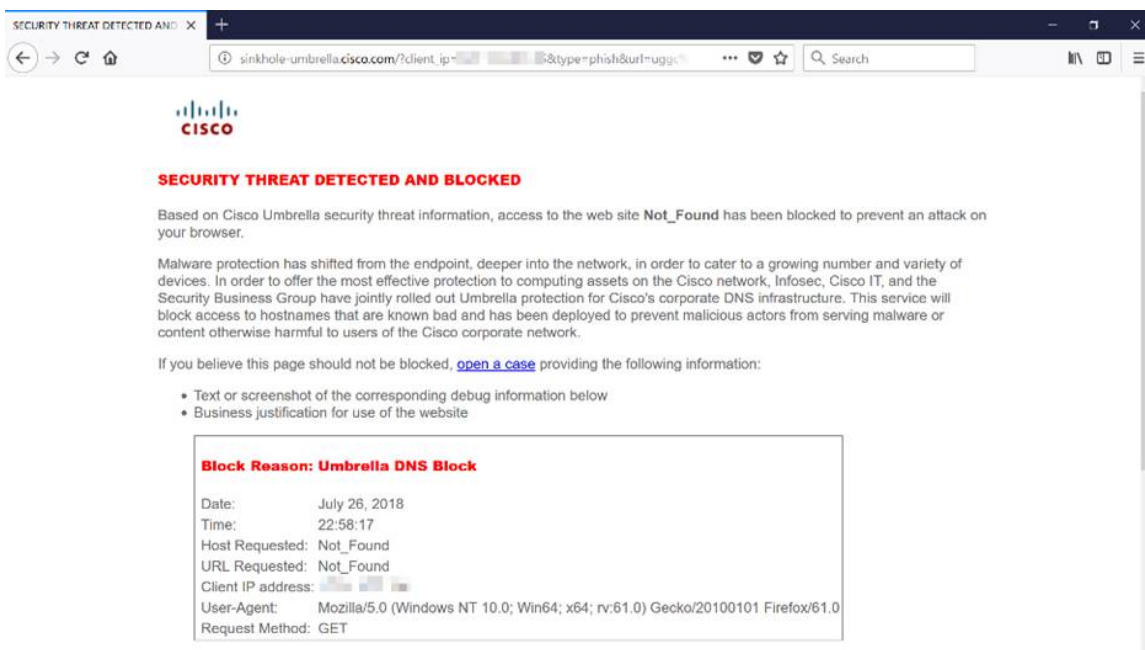 SECURITY THREAT DETECTED AND
sinkhole-umbrella.cisco.com/?client_ip= &type=phish&url=uggc
Search
CISCO
SECURITY THREAT DETECTED AND BLOCKED
Based on Cisco Umbrella security threat information, access to the web site Not_Found has been blocked to prevent an attack on
your browser.
Malware protection has shifted from the endpoint, deeper into the network, in order to cater to a growing number and variety of
devices. In order to offer the most effective protection to computing assets on the Cisco network, Infosec, Cisco IT, and the
Security Business Group have jointly rolled out Umbrella protection for Cisco's corporate DNS infrastructure. This service will
block access to hostnames that are known bad and has been deployed to prevent malicious actors from serving malware or
content otherwise harmful to users of the Cisco corporate network.
If you believe this page should not be blocked, open a case providing the following information:
• Text or screenshot of the corresponding debug information below
• Business justification for use of the website
Block Reason: Umbrella DNS Block
Date: July 26, 2018
Time: 22:58:17
Host Requested: Not_Found
URL Requested: Not_Found
Client IP address:
User-Agent: Mozilla/5.0 (Windows NT 10.0; Win64; x64; rv:61.0) Gecko/20100101 Firefox/61.0
Request Method: GET